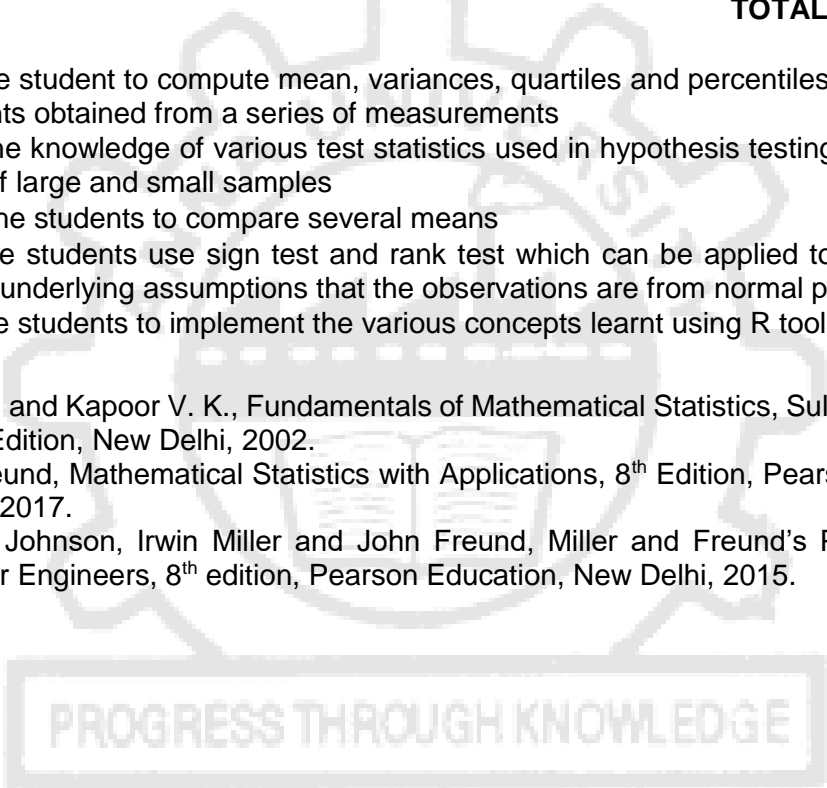 TOTAL
e student to compute mean, variances, quartiles and percentiles
nts obtained from a series of measurements
he knowledge of various test statistics used in hypothesis testing
f large and small samples
he students to compare several means
e students use sign test and rank test which can be applied to
underlying assumptions that the observations are from normal p
e students to implement the various concepts learnt using R tool
and Kapoor V. K., Fundamentals of Mathematical Statistics, Sul
Edition, New Delhi, 2002.
eund, Mathematical Statistics with Applications, 8th Edition, Pears
2017.
Johnson, Irwin Miller and John Freund, Miller and Freund's P
r Engineers, 8th edition, Pearson Education, New Delhi, 2015.
PROGRESS THROUGH KNOWLEDGE